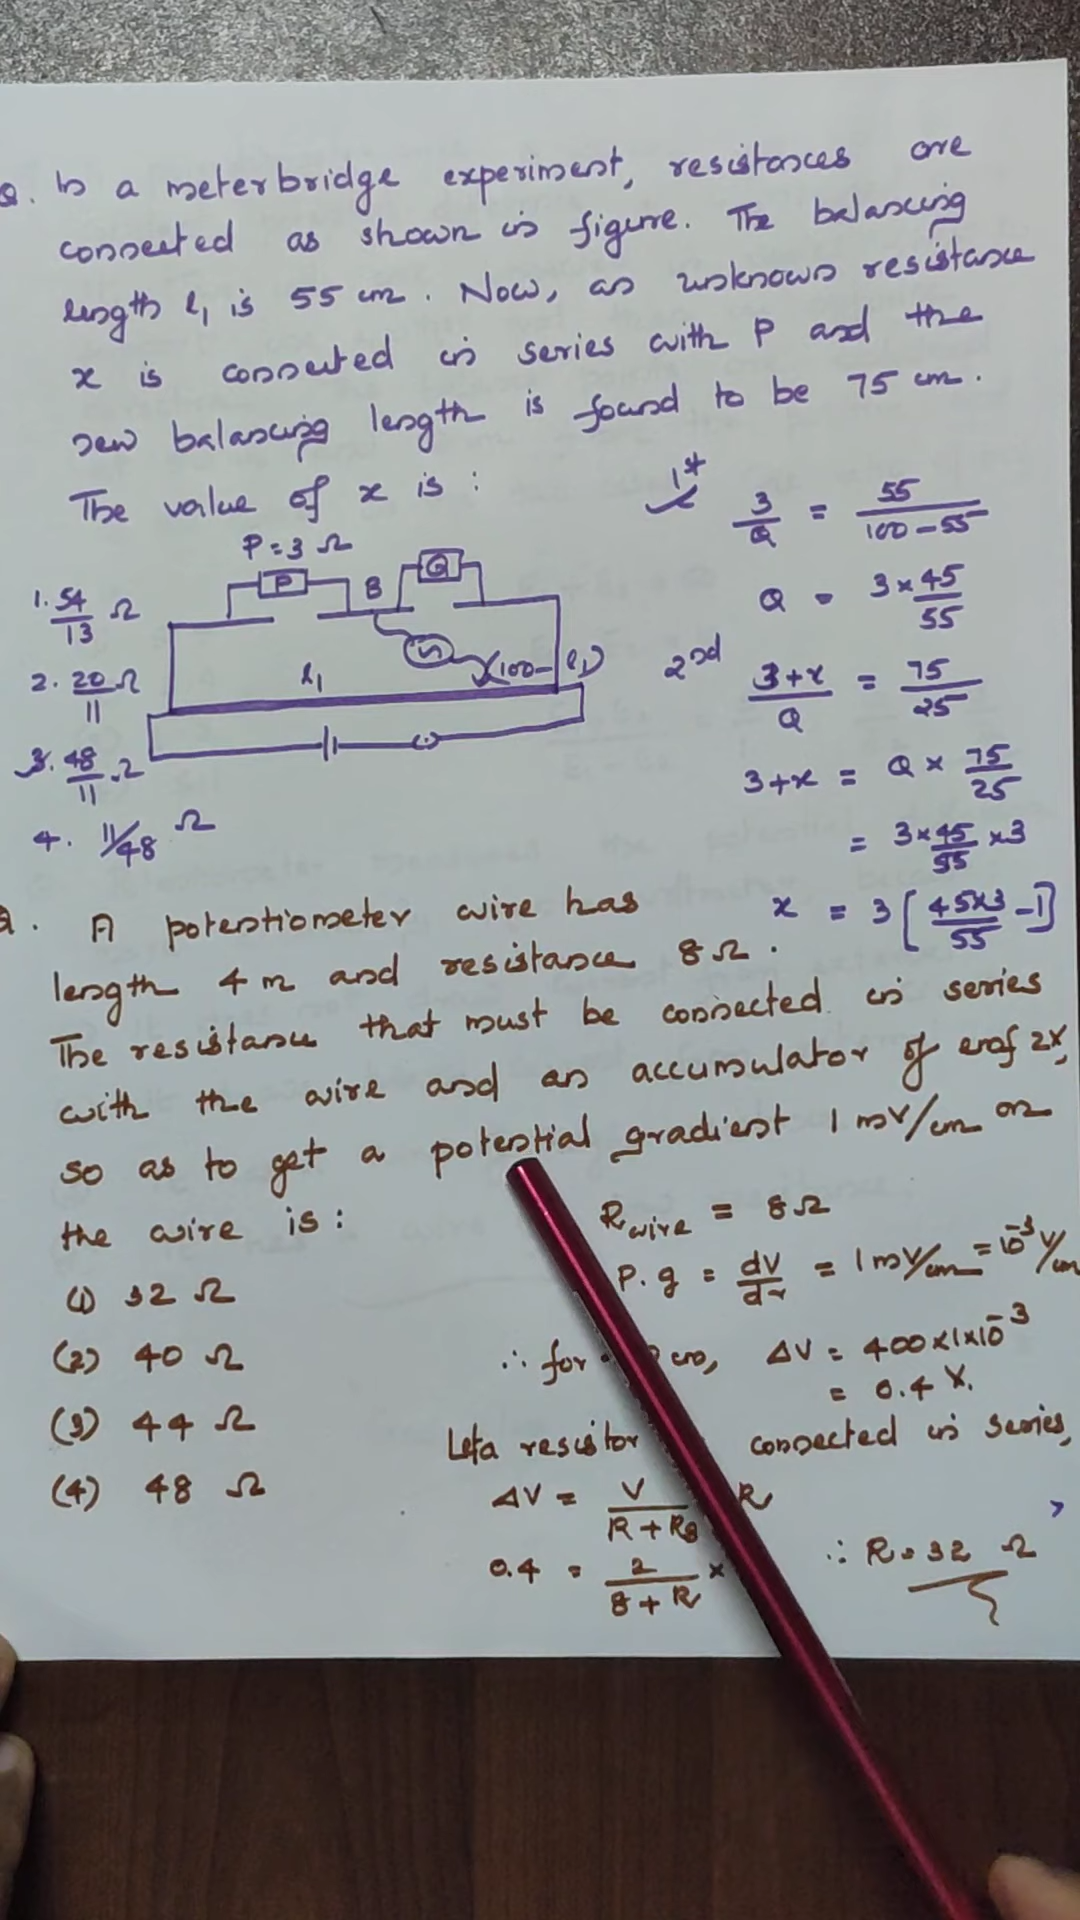 Q. In a meterbridge experiment, resistances are
connected as shown in figure. The balancing
length l₁ is 55 cm. Now, an unknown resistance
x is connected in series with P and the
new balancing length is found to be 75 cm.
The value of x is :
P = 3 Ω
P
B
Q
G
l₁
(100 - l₁)
1. 54/13 Ω
2. 20/11 Ω
3. 48/11 Ω
4. 11/48 Ω
1st
3/Q = 55/(100-55)
Q = 3×45/55
2nd
(3+x)/Q = 75/25
3+x = Q × 75/25
= 3×45/55 ×3
x = 3 [45×3/55 - 1]
Q. A potentiometer wire has
length 4 m and resistance 8 Ω.
The resistance that must be connected in series
with the wire and an accumulator of emf 2V,
so as to get a potential gradient 1 mV/cm on
the wire is :
(1) 32 Ω
(2) 40 Ω
(3) 44 Ω
(4) 48 Ω
R wire = 8 Ω
P.g = dV/dr = 1 mV/cm = 10⁻³ V/cm
∴ for cm, ΔV = 400×1×10⁻³
= 0.4 V.
Let a resistor connected in series,
ΔV = V/(R+R R
0.4 = 2/(8+R) ×
∴ R = 32 Ω